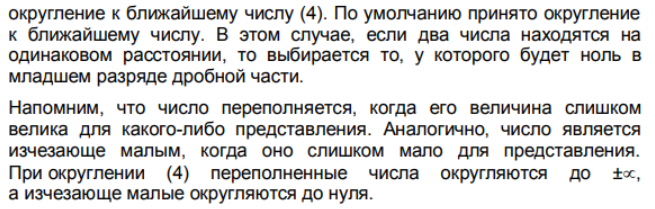 округление к ближайшему числу (4). По умолчанию принято округление
к ближайшему числу. В этом случае, если два числа находятся на
одинаковом расстоянии, то выбирается то, у которого будет ноль в
младшем разряде дробной части.
Напомним, что число переполняется, когда его величина слишком
велика для какого-либо представления. Аналогично, число является
изчезающе малым, когда оно слишком мало для представления.
При округлении (4) переполненные числа округляются до ±∝,
а изчезающе малые округляются до нуля.